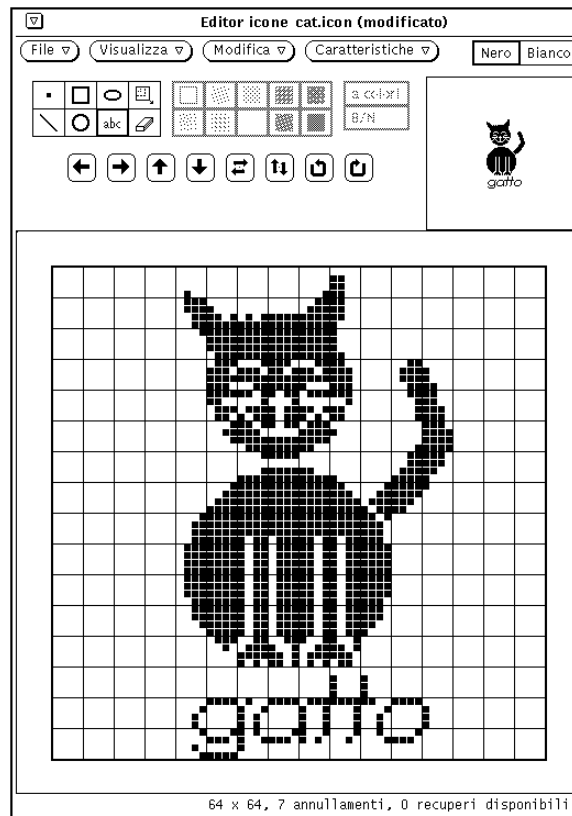 Editor icone cat.icon (modificato)
File Visualizza Modifica Caratteristiche Nero Bianco
abc
a colori
B/N
gatto
gatto
64 x 64, 7 annullamenti, 0 recuperi disponibili